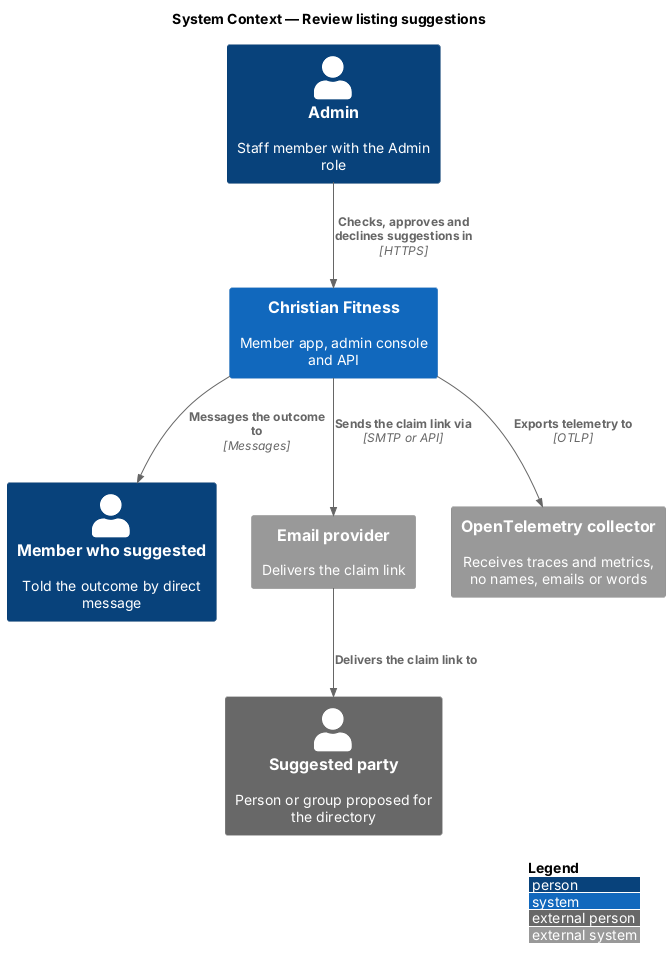 System Context — Review listing suggestions
Admin
Staff member with the Admin
role
Checks, approves and
declines suggestions in
[HTTPS]
Christian Fitness
Member app, admin console
and API
Messages the outcome
to
[Messages]
Sends the claim link via
[SMTP or API]
Exports telemetry to
[OTLP]
Member who suggested
Told the outcome by direct
message
Email provider
Delivers the claim link
OpenTelemetry collector
Receives traces and metrics,
no names, emails or words
Delivers the claim link to
Suggested party
Person or group proposed for
the directory
Legend
person
system
external person
external system